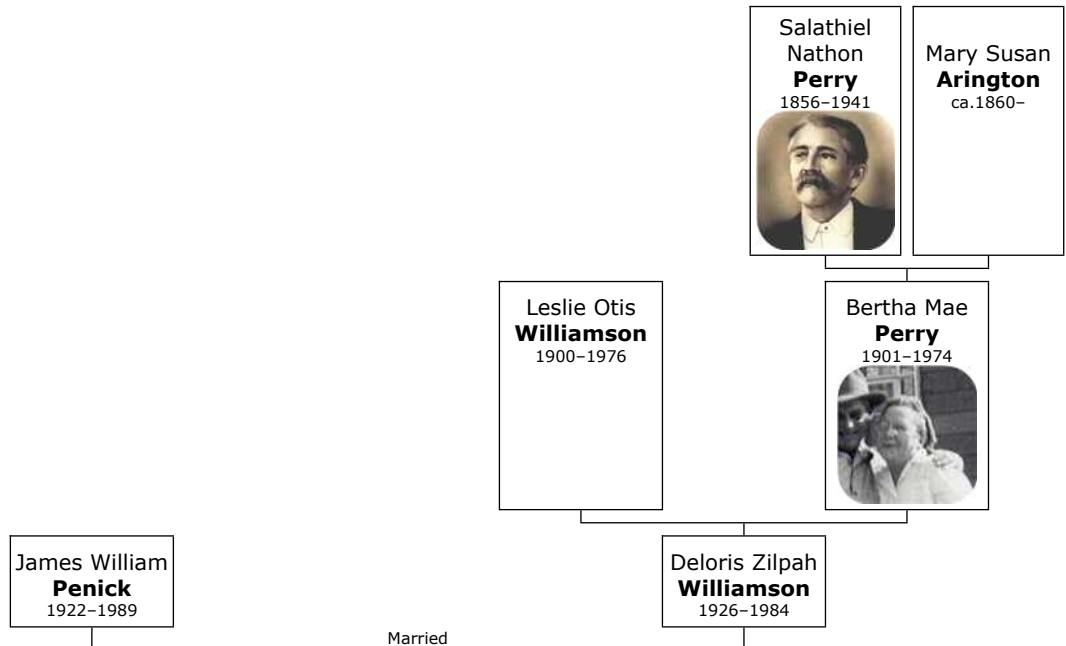 Salathiel
Nathon
Perry
1856–1941
Mary Susan
Arington
ca.1860–
Leslie Otis
Williamson
1900–1976
Bertha Mae
Perry
1901–1974
James William
Penick
1922–1989
Deloris Zilpah
Williamson
1926–1984
Married